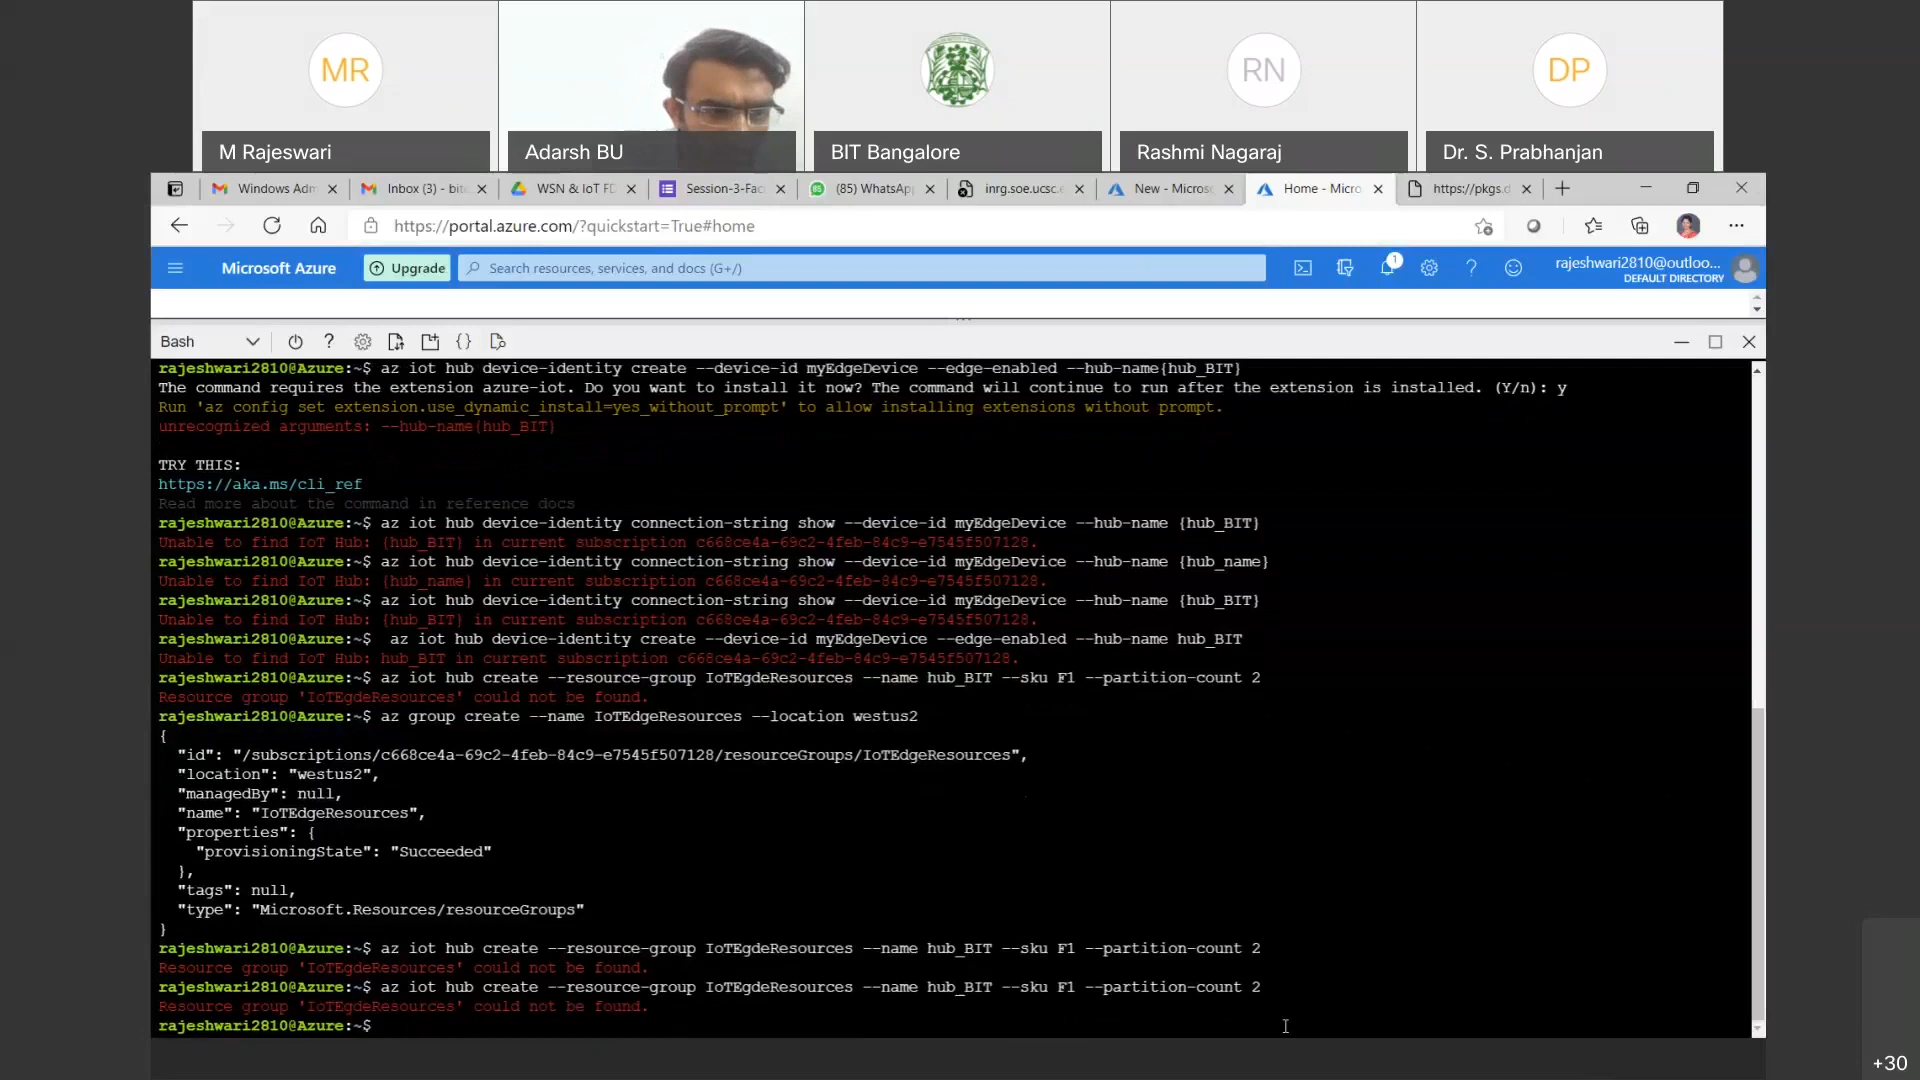 MR
RN
DP
M Rajeswari
Adarsh BU
BIT Bangalore
Rashmi Nagaraj
Dr. S. Prabhanjan
Windows Adm
Inbox (3) - bit
WSN & IoT FD
Session-3-Fac
(85) WhatsApp
inrg.soe.ucsc.e
New - Micros
Home - Micro
https://pkgs.d
https://portal.azure.com/?quickstart=True#home
Microsoft Azure
Upgrade
Search resources, services, and docs (G+/)
1
rajeshwari2810@outloo...
DEFAULT DIRECTORY
Bash
rajeshwari2810@Azure:~$ az iot hub device-identity create --device-id myEdgeDevice --edge-enabled --hub-name{hub_BIT}
The command requires the extension azure-iot. Do you want to install it now? The command will continue to run after the extension is installed. (Y/n): y
Run 'az config set extension.use_dynamic_install=yes_without_prompt' to allow installing extensions without prompt.
unrecognized arguments: --hub-name{hub_BIT}
TRY THIS:
https://aka.ms/cli_ref
Read more about the command in reference docs
rajeshwari2810@Azure:~$ az iot hub device-identity connection-string show --device-id myEdgeDevice --hub-name {hub_BIT}
Unable to find IoT Hub: {hub_BIT} in current subscription c668ce4a-69c2-4feb-84c9-e7545f507128.
rajeshwari2810@Azure:~$ az iot hub device-identity connection-string show --device-id myEdgeDevice --hub-name {hub_name}
Unable to find IoT Hub: {hub_name} in current subscription c668ce4a-69c2-4feb-84c9-e7545f507128.
rajeshwari2810@Azure:~$ az iot hub device-identity connection-string show --device-id myEdgeDevice --hub-name {hub_BIT}
Unable to find IoT Hub: {hub_BIT} in current subscription c668ce4a-69c2-4feb-84c9-e7545f507128.
rajeshwari2810@Azure:~$  az iot hub device-identity create --device-id myEdgeDevice --edge-enabled --hub-name hub_BIT
Unable to find IoT Hub: hub_BIT in current subscription c668ce4a-69c2-4feb-84c9-e7545f507128.
rajeshwari2810@Azure:~$ az iot hub create --resource-group IoTEgdeResources --name hub_BIT --sku F1 --partition-count 2
Resource group 'IoTEgdeResources' could not be found.
rajeshwari2810@Azure:~$ az group create --name IoTEdgeResources --location westus2
{
"id": "/subscriptions/c668ce4a-69c2-4feb-84c9-e7545f507128/resourceGroups/IoTEdgeResources",
"location": "westus2",
"managedBy": null,
"name": "IoTEdgeResources",
"properties": {
"provisioningState": "Succeeded"
},
"tags": null,
"type": "Microsoft.Resources/resourceGroups"
}
rajeshwari2810@Azure:~$ az iot hub create --resource-group IoTEgdeResources --name hub_BIT --sku F1 --partition-count 2
Resource group 'IoTEgdeResources' could not be found.
rajeshwari2810@Azure:~$ az iot hub create --resource-group IoTEgdeResources --name hub_BIT --sku F1 --partition-count 2
Resource group 'IoTEgdeResources' could not be found.
rajeshwari2810@Azure:~$
+30